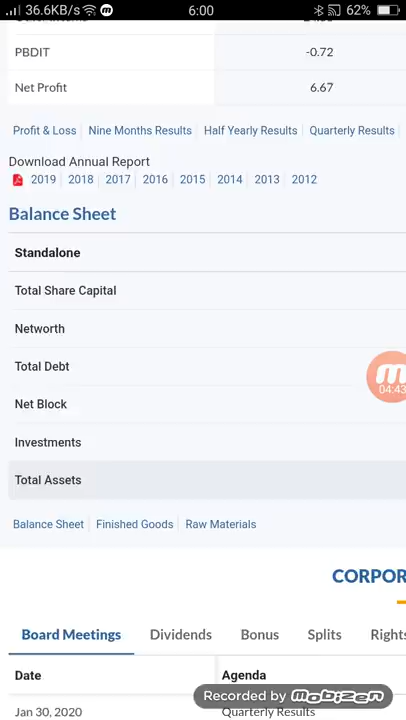 36.6KB/s 6:00 62%
PBDIT -0.72
Net Profit 6.67
Profit & Loss Nine Months Results Half Yearly Results Quarterly Results
Download Annual Report
2019 2018 2017 2016 2015 2014 2013 2012
Balance Sheet
Standalone
Total Share Capital
Networth
Total Debt
04:43
Net Block
Investments
Total Assets
Balance Sheet Finished Goods Raw Materials
CORPOR
Board Meetings Dividends Bonus Splits Rights
Date Agenda
Recorded by mobizen
Jan 30, 2020 Quarterly Results